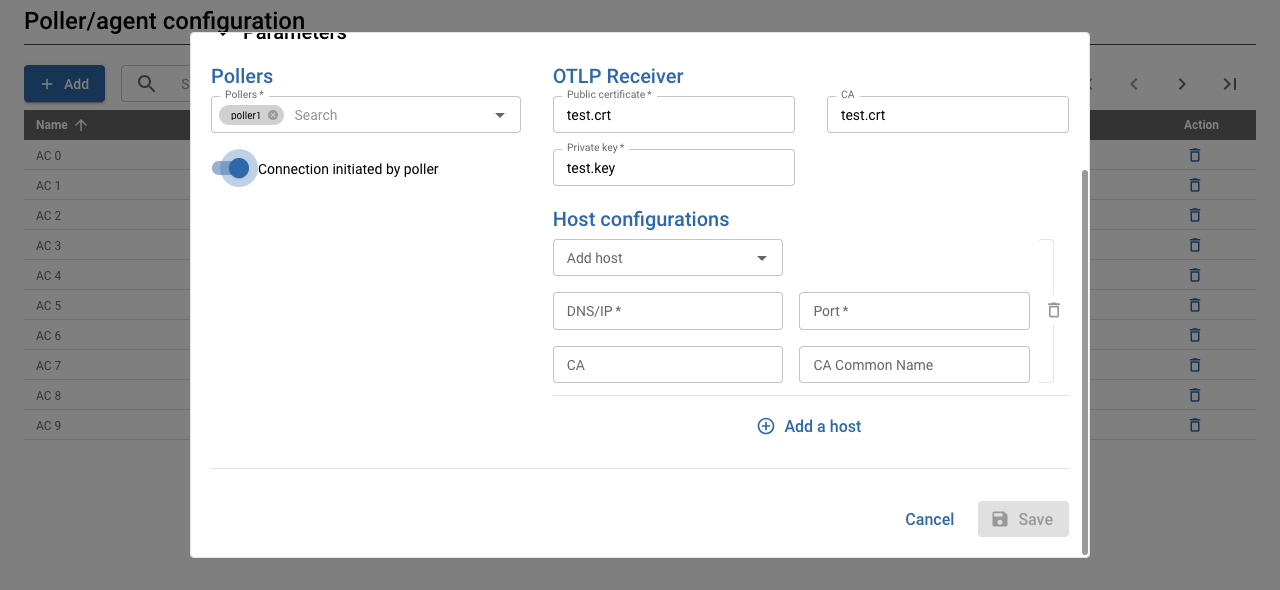 Poller/agent configuration
Parameters
Add
S
Name
Action
AC 0
AC 1
AC 2
AC 3
AC 4
AC 5
AC 6
AC 7
AC 8
AC 9
Pollers
Pollers *
poller1
Search
Connection initiated by poller
OTLP Receiver
Public certificate *
test.crt
CA
test.crt
Private key *
test.key
Host configurations
Add host
DNS/IP *
Port *
CA
CA Common Name
Add a host
Cancel
Save